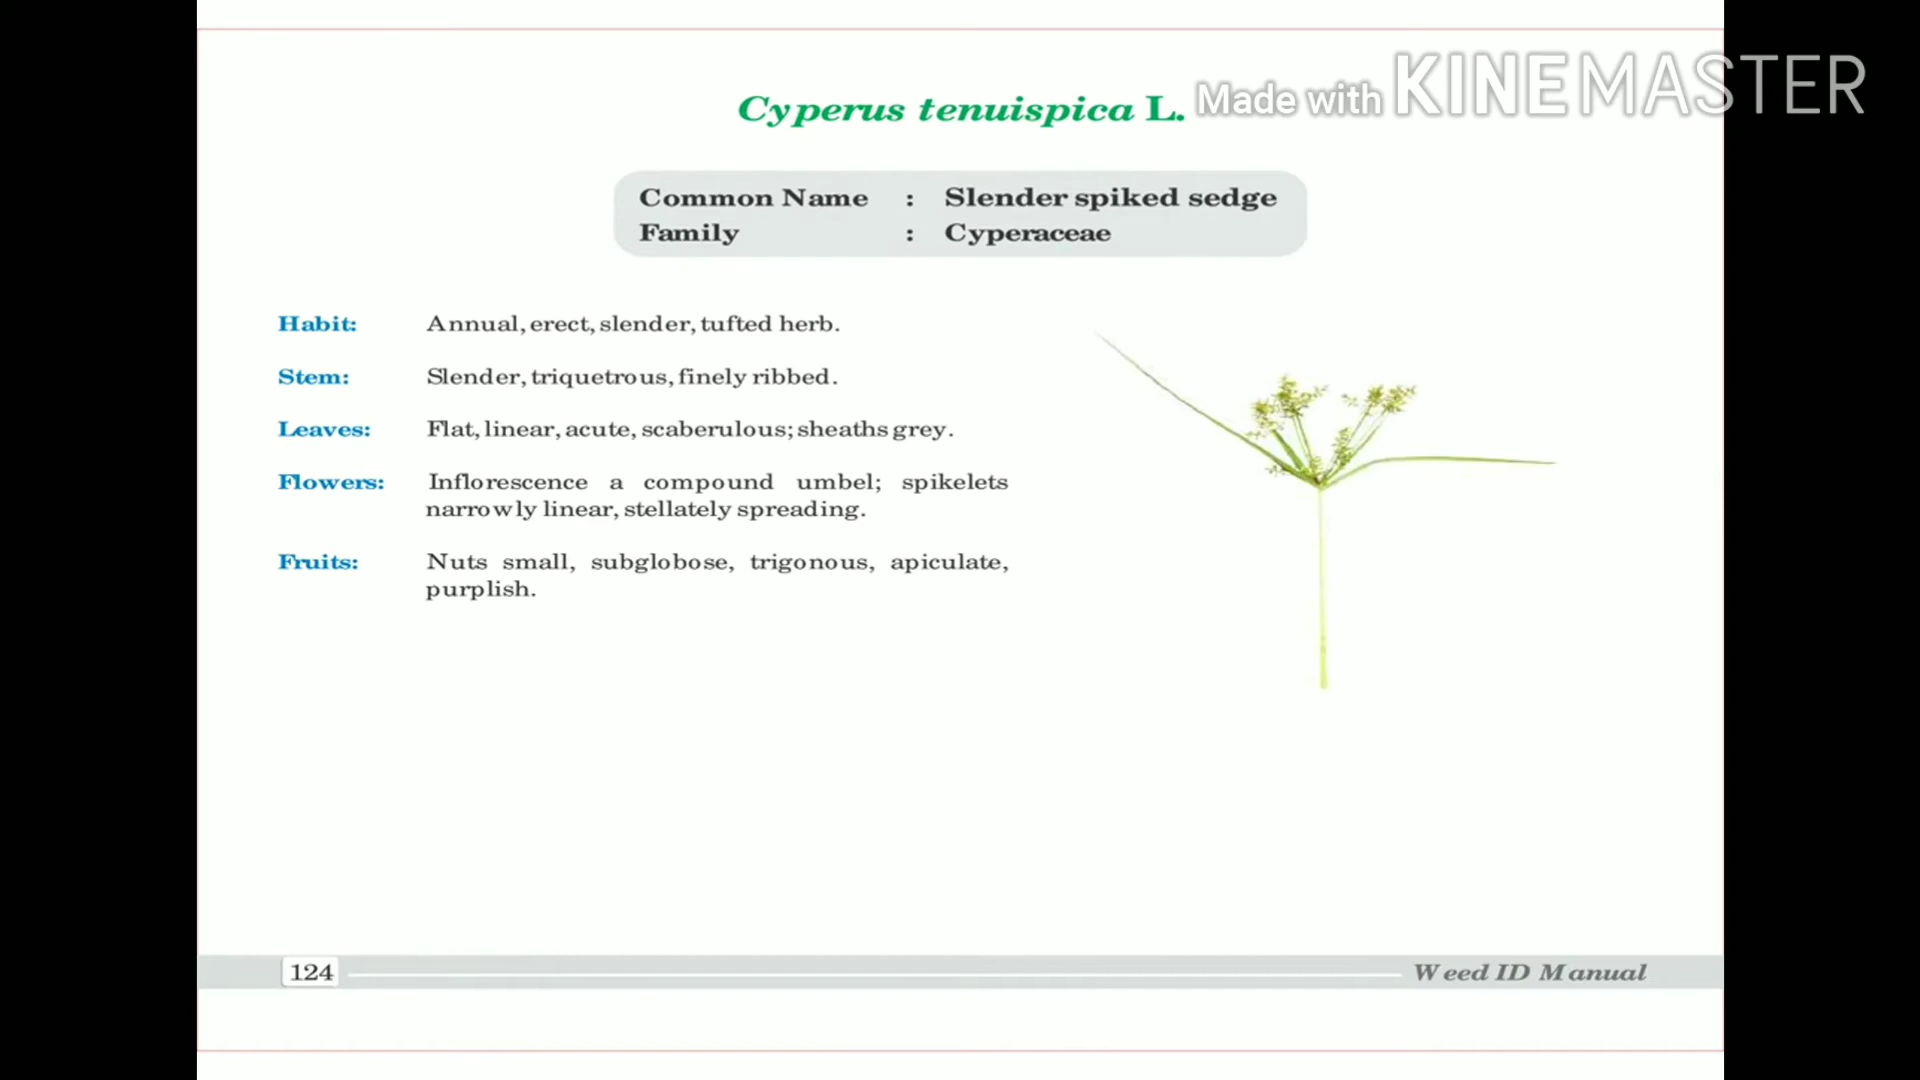 Made with KINEMASTER
Cyperus tenuispica L.
Common Name : Slender spiked sedge
Family : Cyperaceae
Habit: Annual, erect, slender, tufted herb.
Stem: Slender, triquetrous, finely ribbed.
Leaves: Flat, linear, acute, scaberulous; sheaths grey.
Flowers: Inflorescence a compound umbel; spikelets
narrowly linear, stellately spreading.
Fruits: Nuts small, subglobose, trigonous, apiculate,
purplish.
124
Weed ID Manual